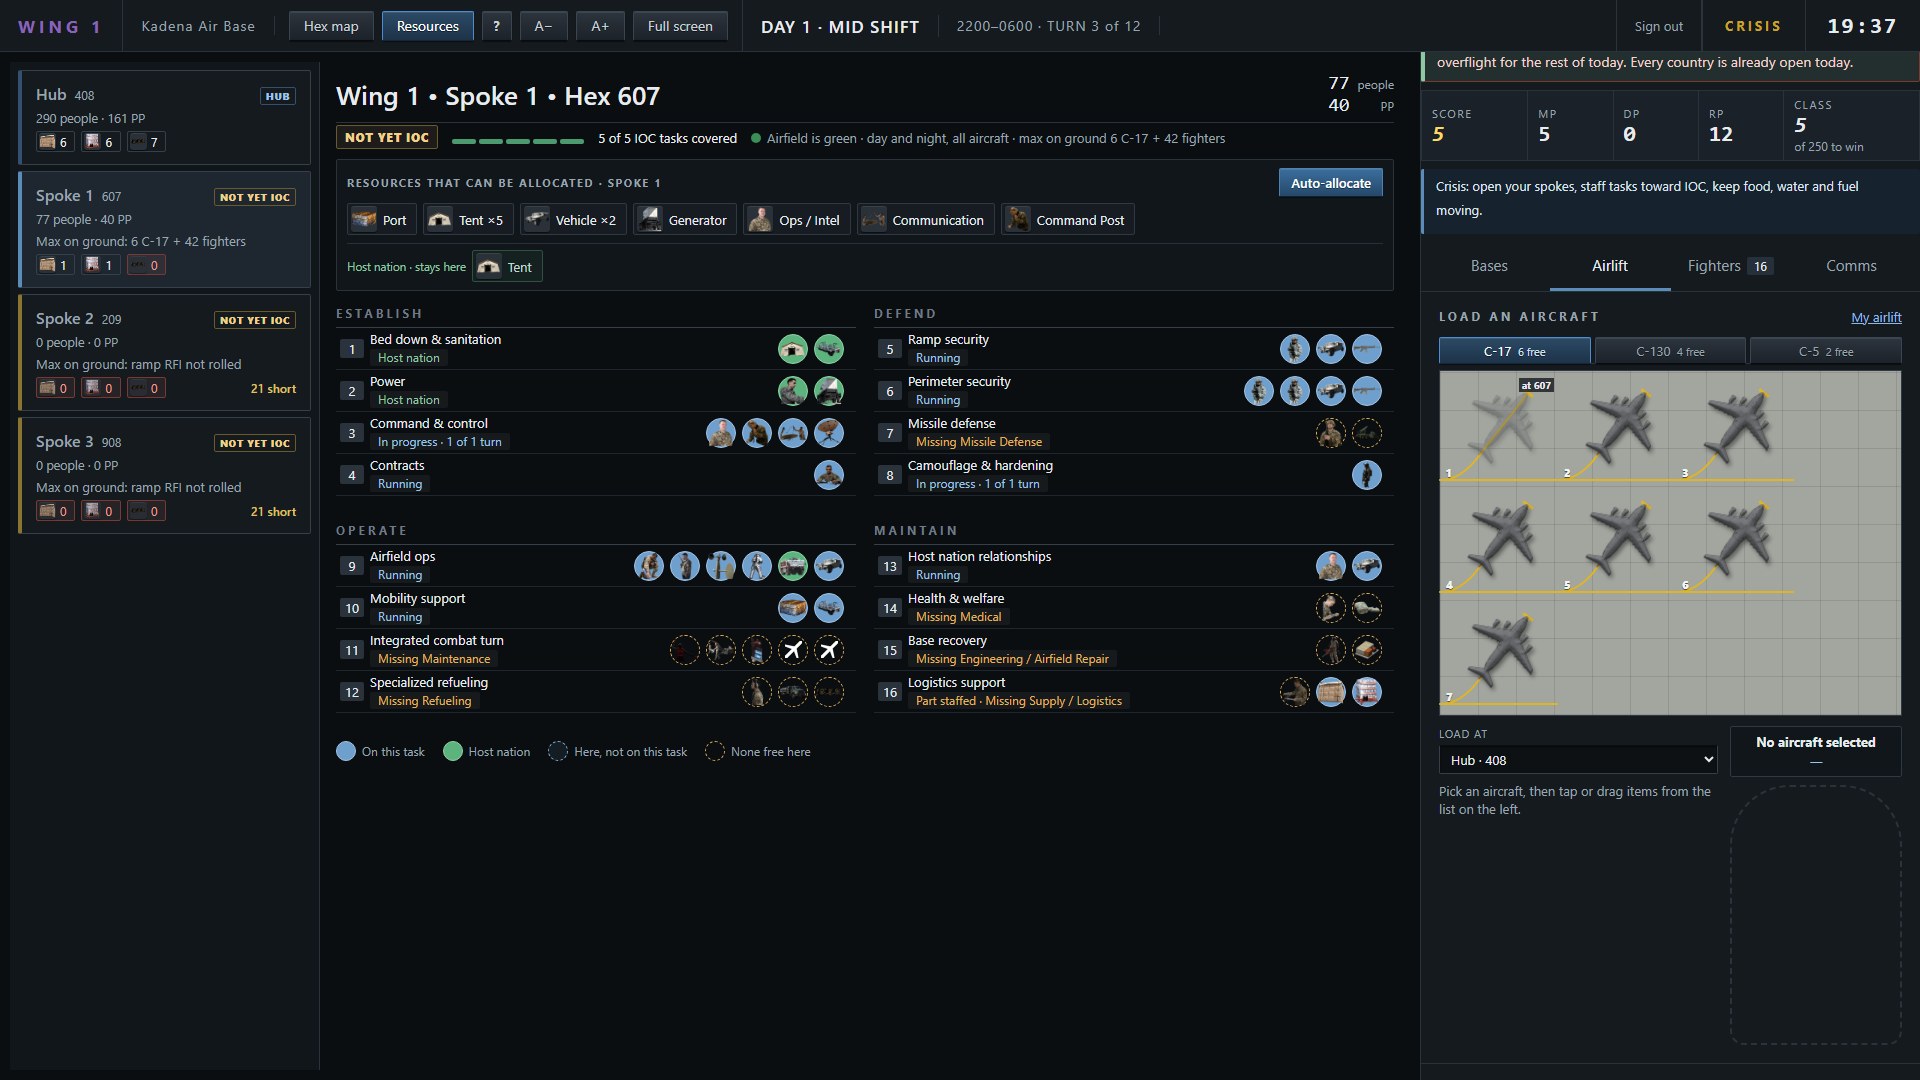 WING 1
Kadena Air Base
Hex map
Resources
?
A−
A+
Full screen
DAY 1 · MID SHIFT
2200–0600 · TURN 3 of 12
Sign out
CRISIS
19:37
Hub 408
HUB
290 people · 161 PP
6 6 7
Spoke 1 607
NOT YET IOC
77 people · 40 PP
Max on ground: 6 C-17 + 42 fighters
1 1 0
Spoke 2 209
NOT YET IOC
0 people · 0 PP
Max on ground: ramp RFI not rolled
0 0 0
21 short
Spoke 3 908
NOT YET IOC
0 people · 0 PP
Max on ground: ramp RFI not rolled
0 0 0
21 short
Wing 1 • Spoke 1 • Hex 607
77 people
40 PP
NOT YET IOC
5 of 5 IOC tasks covered
Airfield is green · day and night, all aircraft · max on ground 6 C-17 + 42 fighters
RESOURCES THAT CAN BE ALLOCATED · SPOKE 1
Auto-allocate
Port
Tent ×5
Vehicle ×2
Generator
Ops / Intel
Communication
Command Post
Host nation · stays here
Tent
ESTABLISH
1 Bed down & sanitation
Host nation
2 Power
Host nation
3 Command & control
In progress · 1 of 1 turn
4 Contracts
Running
DEFEND
5 Ramp security
Running
6 Perimeter security
Running
7 Missile defense
Missing Missile Defense
8 Camouflage & hardening
In progress · 1 of 1 turn
OPERATE
9 Airfield ops
Running
10 Mobility support
Running
11 Integrated combat turn
Missing Maintenance
12 Specialized refueling
Missing Refueling
MAINTAIN
13 Host nation relationships
Running
14 Health & welfare
Missing Medical
15 Base recovery
Missing Engineering / Airfield Repair
16 Logistics support
Part staffed · Missing Supply / Logistics
On this task
Host nation
Here, not on this task
None free here
overflight for the rest of today. Every country is already open today.
SCORE
5
MP
5
DP
0
RP
12
CLASS
5
of 250 to win
Crisis: open your spokes, staff tasks toward IOC, keep food, water and fuel
moving.
Bases
Airlift
Fighters 16
Comms
LOAD AN AIRCRAFT
My airlift
C-17 6 free
C-130 4 free
C-5 2 free
at 607
1
2
3
4
5
6
7
LOAD AT
Hub · 408
No aircraft selected
—
Pick an aircraft, then tap or drag items from the
list on the left.